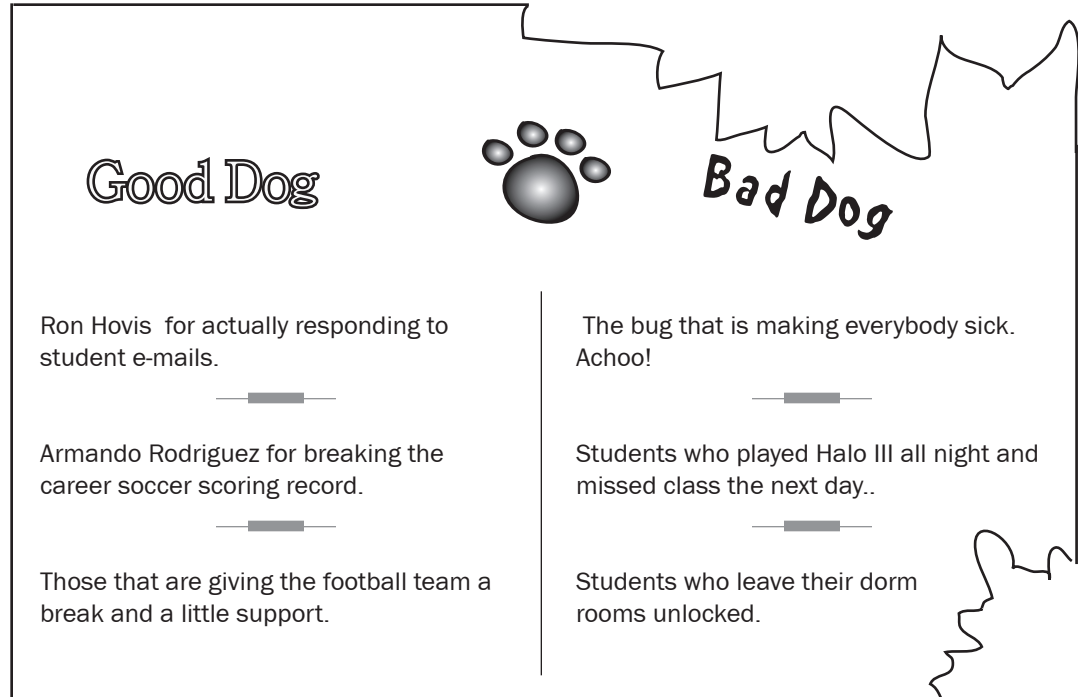 Good Dog
Bad Dog
Ron Hovis  for actually responding to
student e-mails.
Armando Rodriguez for breaking the
career soccer scoring record.
Those that are giving the football team a
break and a little support.
The bug that is making everybody sick.
Achoo!
Students who played Halo III all night and
missed class the next day..
Students who leave their dorm
rooms unlocked.